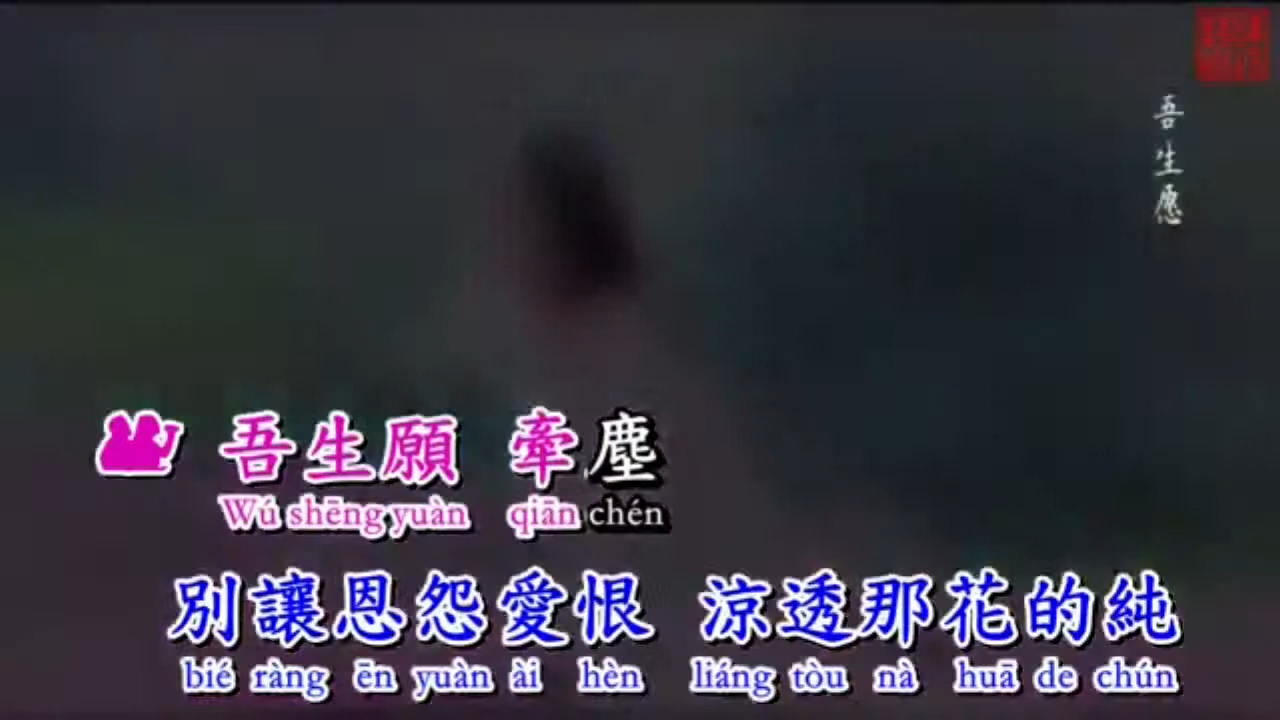 吾生愿
吾生願 牽塵
Wú shēng yuàn qiān chén
別讓恩怨愛恨 涼透那花的純
bié ràng ēn yuàn ài hèn liáng tòu nà huā de chún